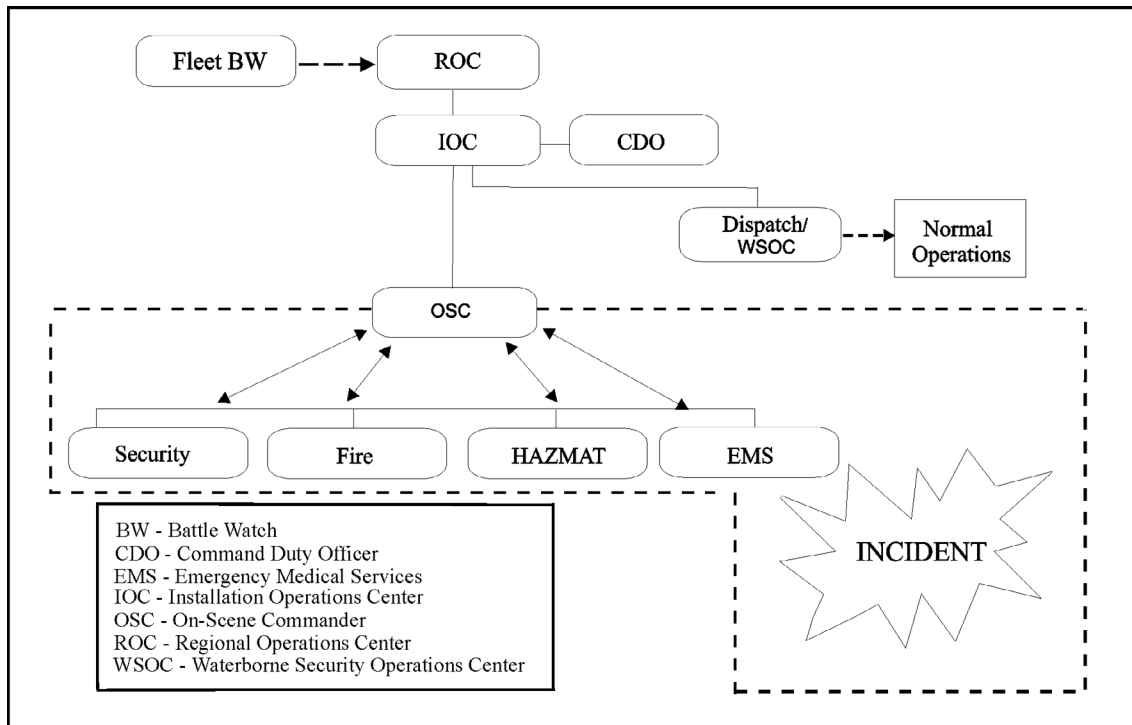 Fleet BW
ROC
IOC
CDO
Dispatch/
WSOC
Normal
Operations
OSC
Security
Fire
HAZMAT
EMS
INCIDENT
BW - Battle Watch
CDO - Command Duty Officer
EMS - Emergency Medical Services
IOC - Installation Operations Center
OSC - On-Scene Commander
ROC - Regional Operations Center
WSOC - Waterborne Security Operations Center